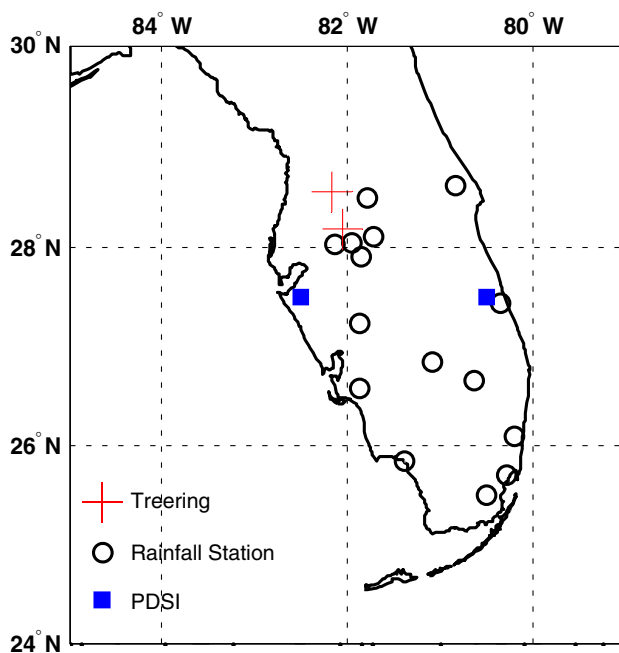 84° W 82° W 80° W
30° N
28° N
26° N
24° N
Treering
Rainfall Station
PDSI